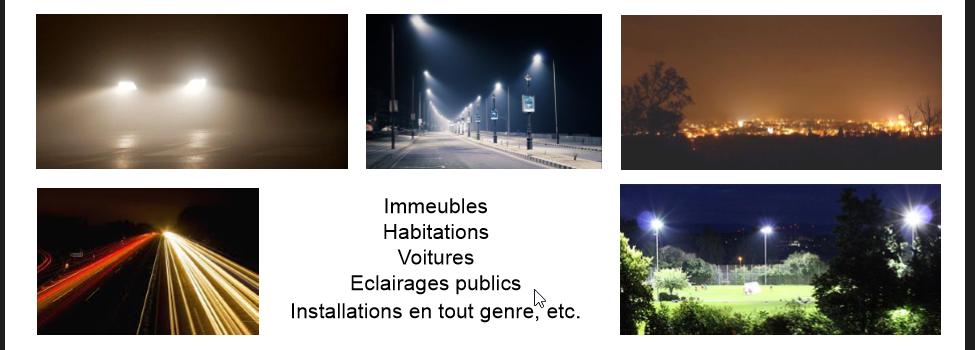 Immeubles
Habitations
Voitures
Eclairages publics
Installations en tout genre, etc.